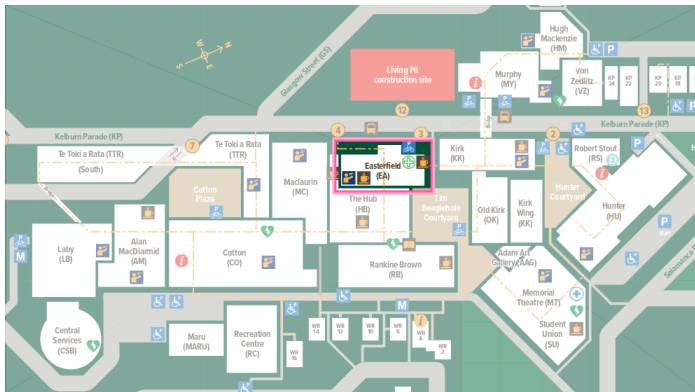 Hugh
Mackenzie
(HM)
P
Glasgow Street (GS)
Living Pā
construction site
i
Murphy
(MY)
von
Zedlitz
(VZ)
KP
24
KP
22
KP
20
KP
18
W
N
S
E
12
13
P
4
3
2
7
Kelburn Parade (KP)
Kelburn Parade (KP)
Bridge
Te Toki a Rata (TTR)
(South)
Te Toki a Rata
(TTR)
Maclaurin
(MC)
Easterfield
(EA)
Kirk
(KK)
Robert Stout
(RS)
i
P
Cotton
Plaza
The Hub
(HB)
Tim
Beaglehole
Courtyard
Old Kirk
(OK)
Kirk
Wing
(KK)
Hunter
Courtyard
Hunter
(HU)
P
Salamanca
M
Laby
(LB)
Alan
MacDiarmid
(AM)
i
Cotton
(CO)
Rankine Brown
(RB)
Adam Art
Gallery (AAG)
Memorial
Theatre (MT)
Student
Union
(SU)
M
Central
Services
(CSB)
Maru
(MARU)
Recreation
Centre
(RC)
WR
16
WR
14
WR
12
WR
10
WR
6
WR
4
WR
2
i